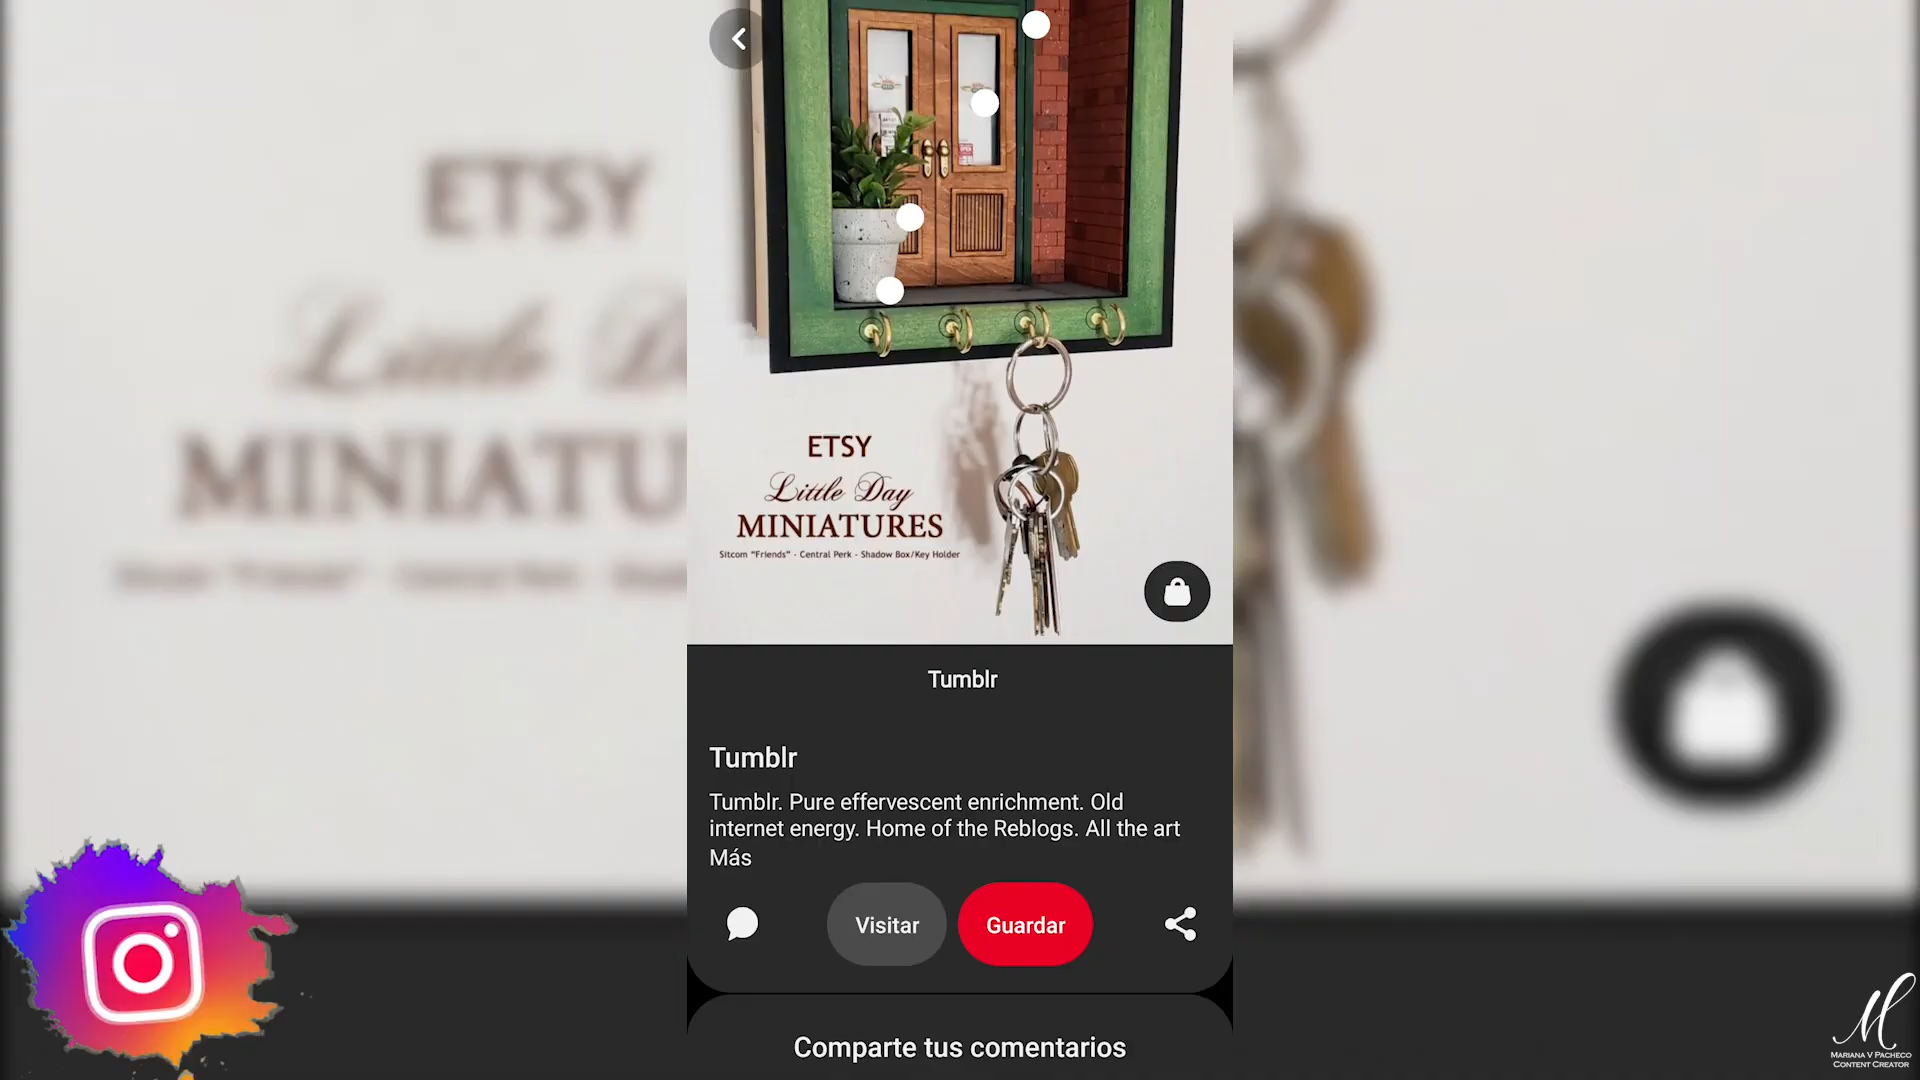 ETSY
Little Day
MINIATURES
Sitcom "Friends" - Central Perk - Shadow Box/Key Holder
Tumblr
Tumblr
Tumblr. Pure effervescent enrichment. Old
internet energy. Home of the Reblogs. All the art
Más
Visitar
Guardar
Comparte tus comentarios
ETSY
Little D
MINIATU
M
MARIANA V PACHECO
CONTENT CREATOR